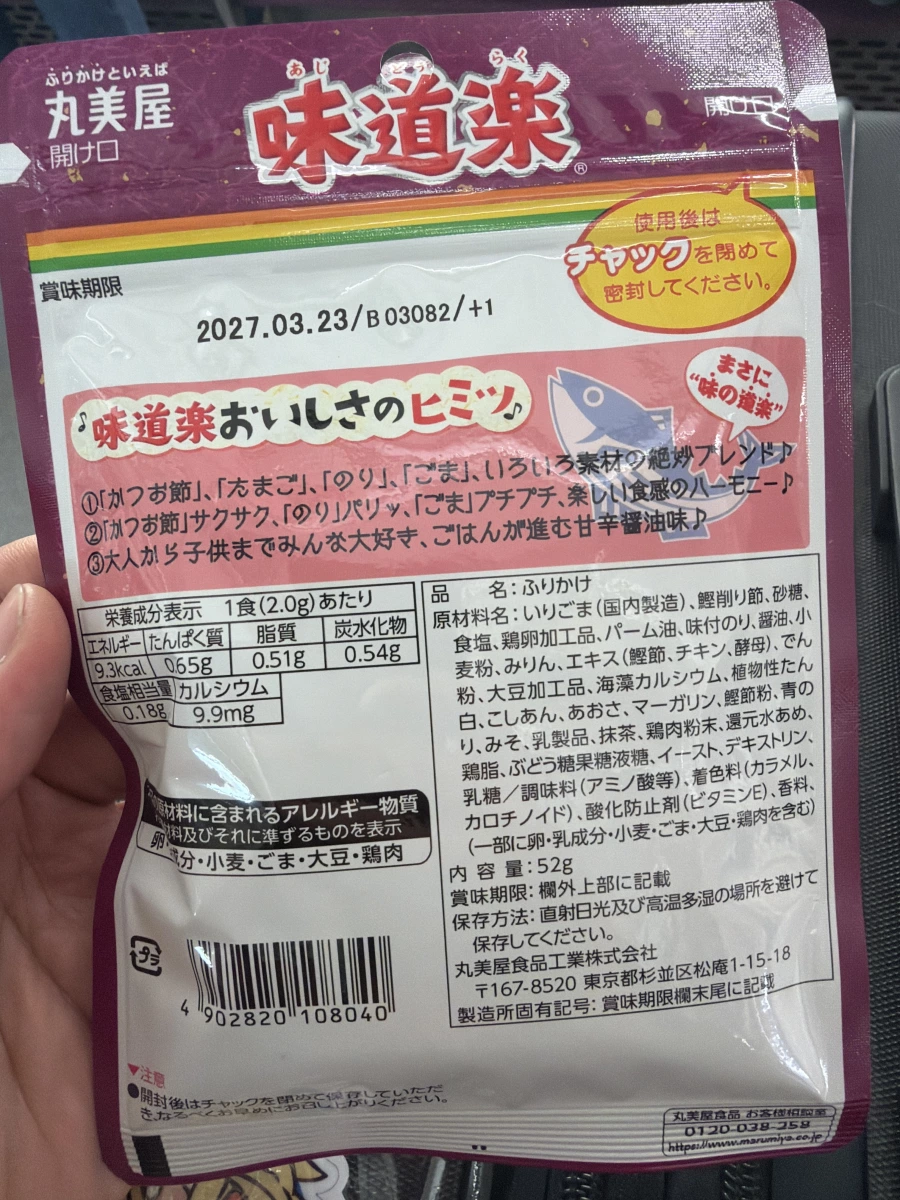 ふりかけといえば
丸美屋
開け口
あじ どう らく
味道楽®
開け口
使用後は
チャックを閉めて
密封してください。
賞味期限
2027.03.23/B03082/+1
♪味道楽おいしさのヒミツ♪
まさに
“味の道楽”
①「かつお節」、「たまご」、「のり」、「ごま」、いろいろ素材の絶妙ブレンド♪
②「かつお節」サクサク、「のり」パリッ、「ごま」プチプチ、楽しい食感のハーモニー♪
③大人から子供までみんな大好き、ごはんが進む甘辛醤油味♪
栄養成分表示 1食(2.0g)あたり
エネルギー たんぱく質 脂質 炭水化物
9.3kcal 0.65g 0.51g 0.54g
食塩相当量 カルシウム
0.18g 9.9mg
原材料に含まれるアレルギー物質
料及びそれに準ずるものを表示
卵・ 成分・小麦・ごま・大豆・鶏肉
品 名:ふりかけ
原材料名:いりごま(国内製造)、鰹削り節、砂糖、
食塩、鶏卵加工品、パーム油、味付のり、醤油、小
麦粉、みりん、エキス(鰹節、チキン、酵母)、でん
粉、大豆加工品、海藻カルシウム、植物性たん
白、こしあん、あおさ、マーガリン、鰹節粉、青の
り、みそ、乳製品、抹茶、鶏肉粉末、還元水あめ、
鶏脂、ぶどう糖果糖液糖、イースト、デキストリン、
乳糖/調味料(アミノ酸等)、着色料(カラメル、
カロチノイド)、酸化防止剤(ビタミンE)、香料、
(一部に卵・乳成分・小麦・ごま・大豆・鶏肉を含む)
内容量:52g
賞味期限:欄外上部に記載
保存方法:直射日光及び高温多湿の場所を避けて
保存してください。
丸美屋食品工業株式会社
〒167-8520 東京都杉並区松庵1-15-18
製造所固有記号:賞味期限欄末尾に記載
プラ
4 902820 108040
▼注意
●開封後はチャックを閉めて保存していただ
き、なるべくお早めにお召し上がりください。
丸美屋食品 お客様相談室
0120-038-258
https://www.marumiya.co.jp